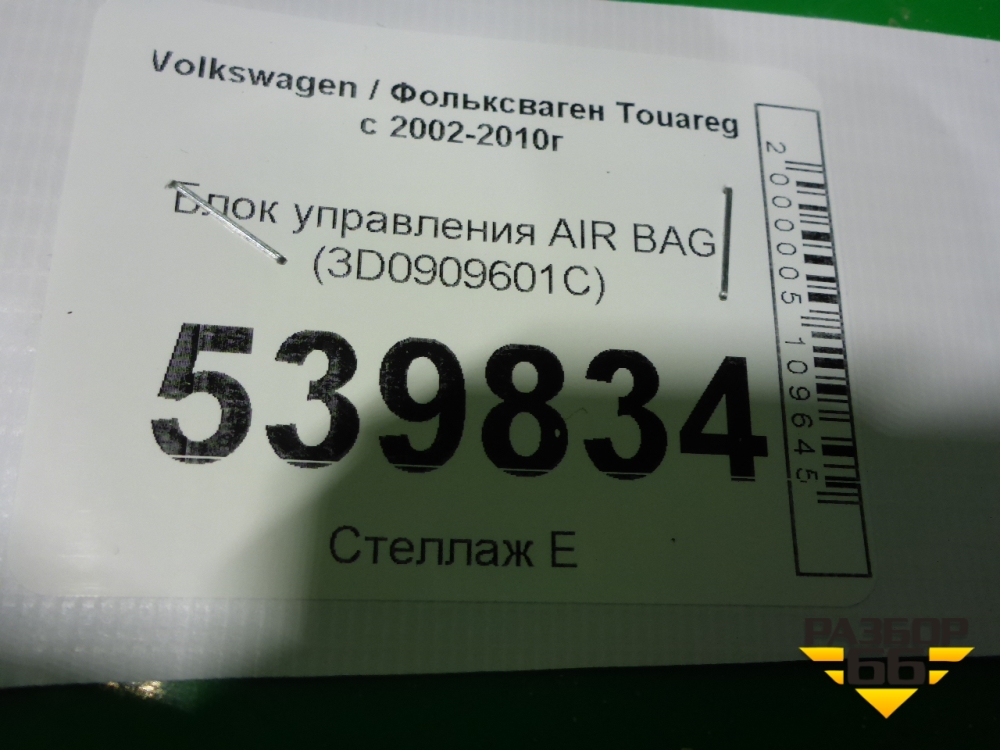 Volkswagen / Фольксваген Touareg
с 2002-2010г
Блок управления AIR BAG
(3D0909601C)
539834
Стеллаж Е
2000005109645
РАЗБОР
66